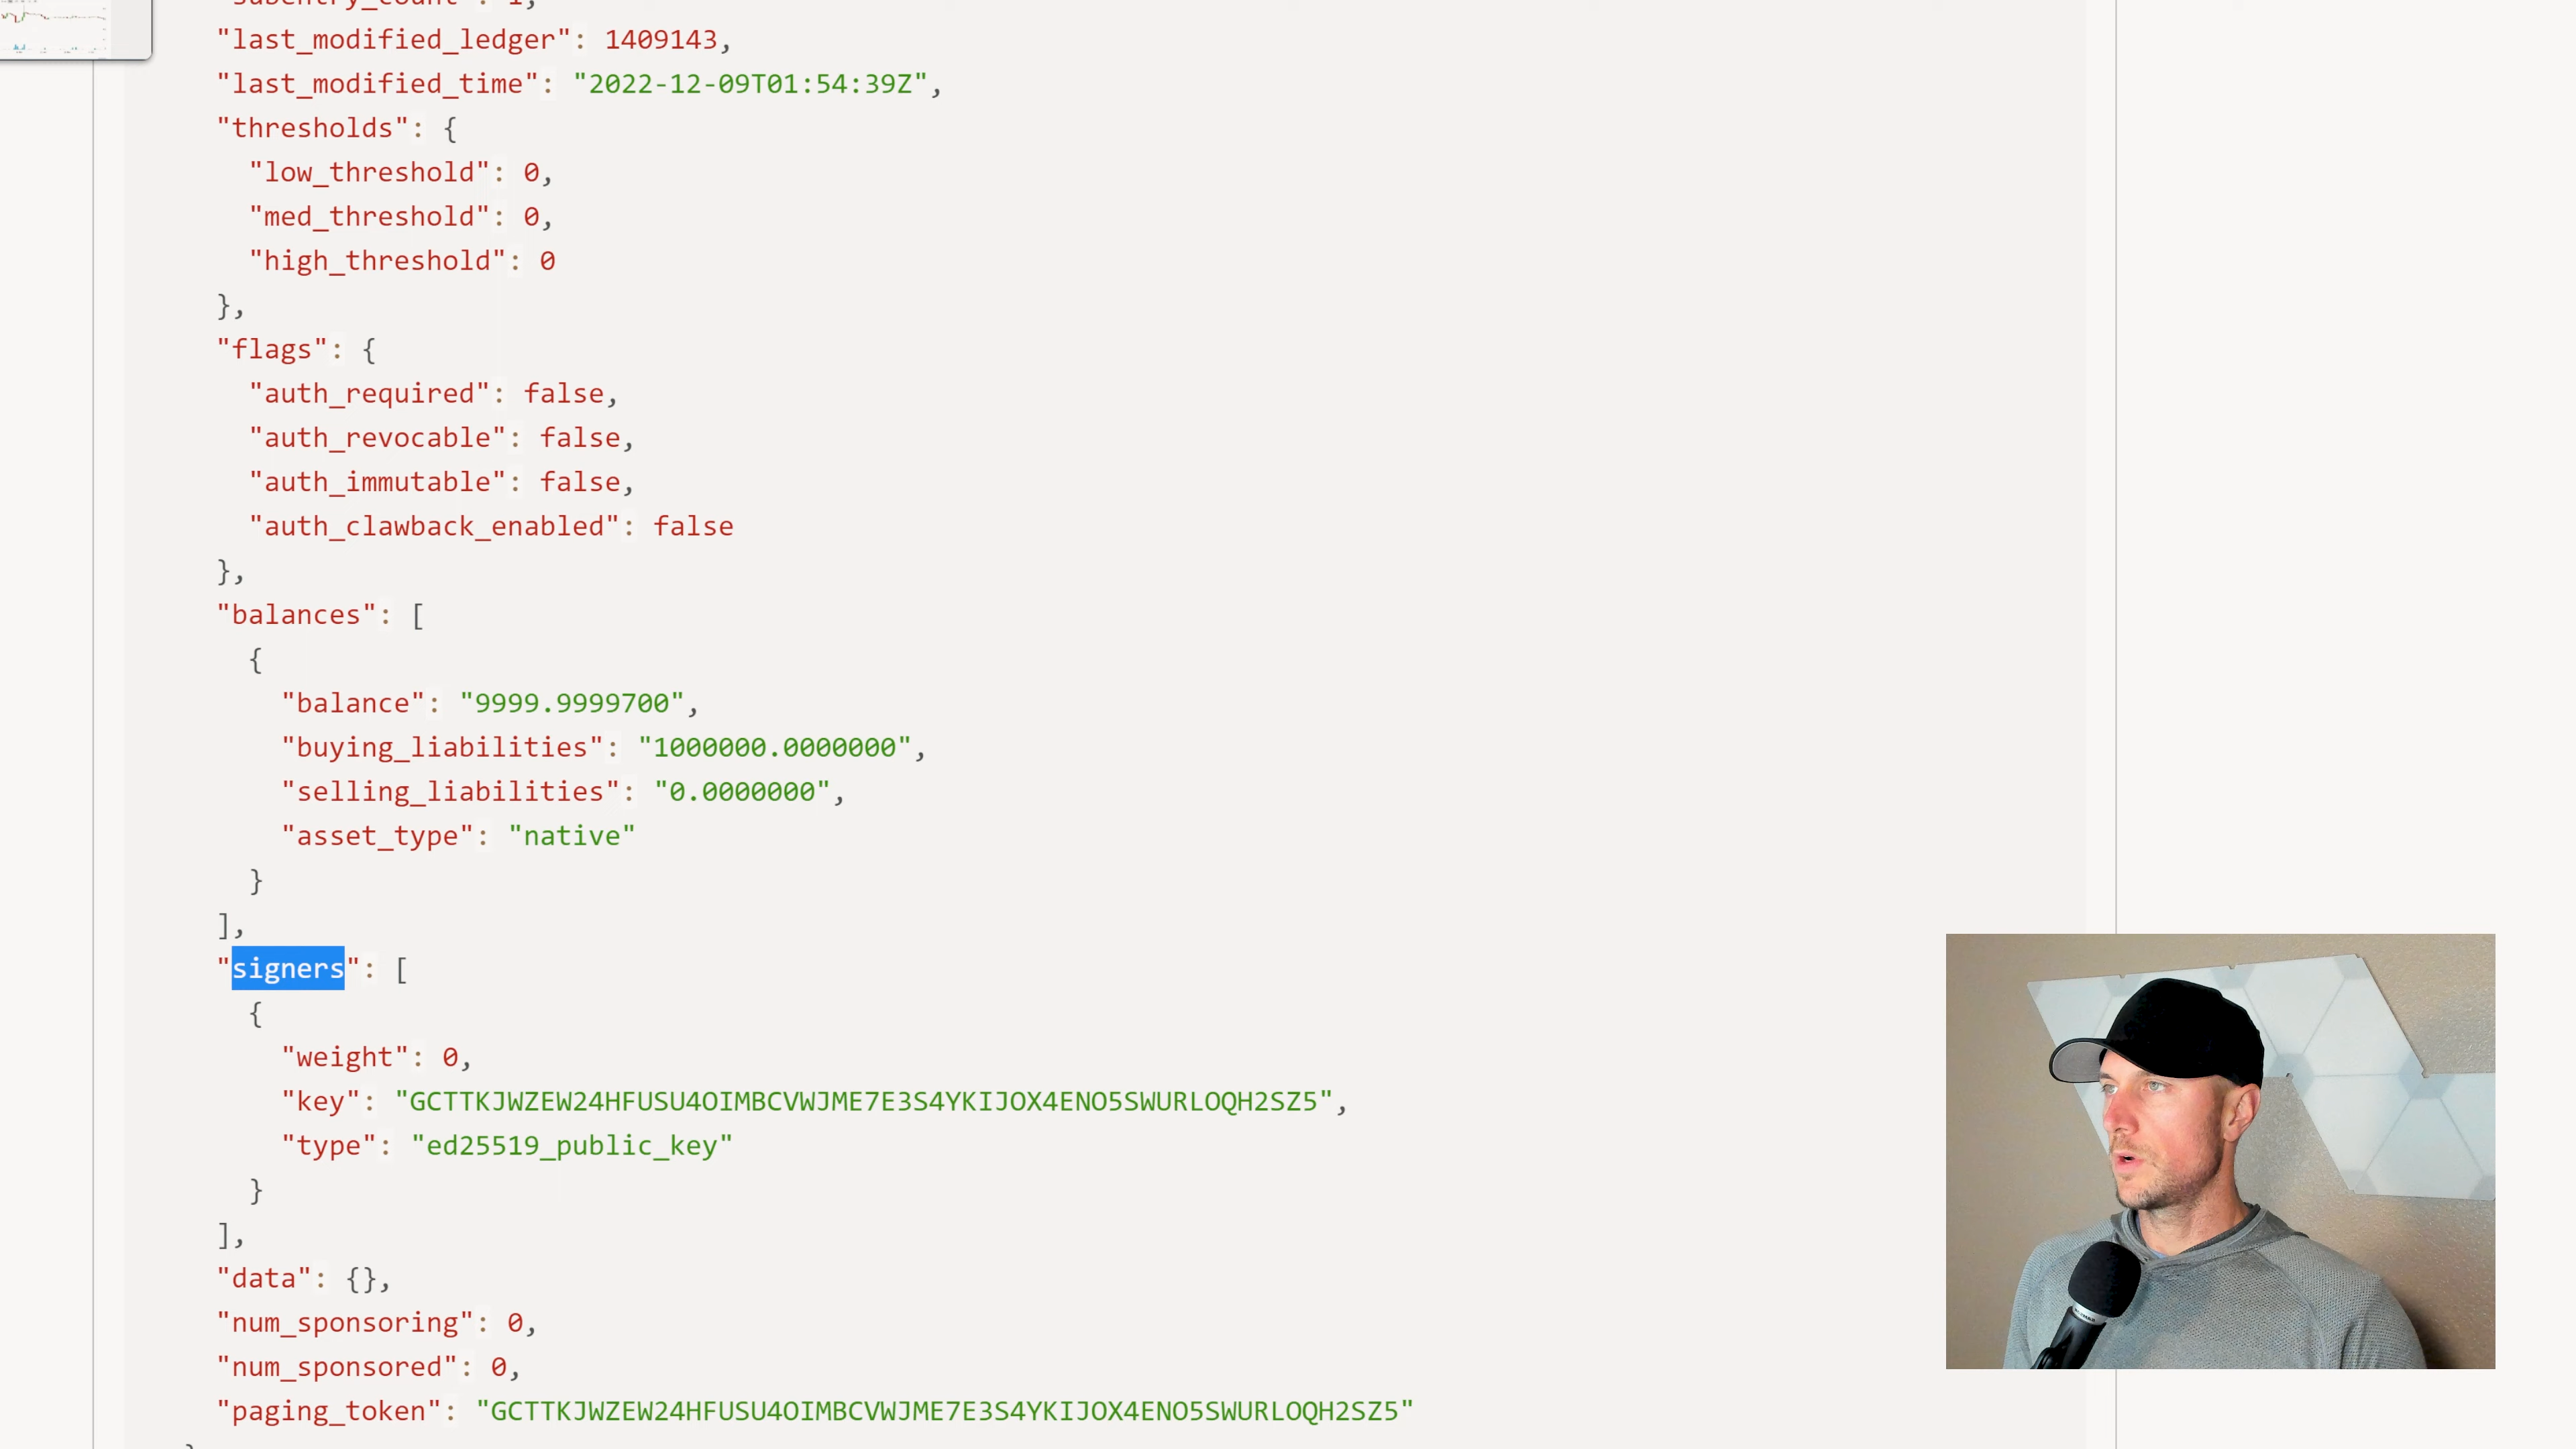 "subentry_count": 1,
"last_modified_ledger": 1409143,
"last_modified_time": "2022-12-09T01:54:39Z",
"thresholds": {
"low_threshold": 0,
"med_threshold": 0,
"high_threshold": 0
},
"flags": {
"auth_required": false,
"auth_revocable": false,
"auth_immutable": false,
"auth_clawback_enabled": false
},
"balances": [
{
"balance": "9999.9999700",
"buying_liabilities": "1000000.0000000",
"selling_liabilities": "0.0000000",
"asset_type": "native"
}
],
"signers": [
{
"weight": 0,
"key": "GCTTKJWZEW24HFUSU4OIMBCVWJME7E3S4YKIJOX4ENO5SWURLOQH2SZ5",
"type": "ed25519_public_key"
}
],
"data": {},
"num_sponsoring": 0,
"num_sponsored": 0,
"paging_token": "GCTTKJWZEW24HFUSU4OIMBCVWJME7E3S4YKIJOX4ENO5SWURLOQH2SZ5"
}